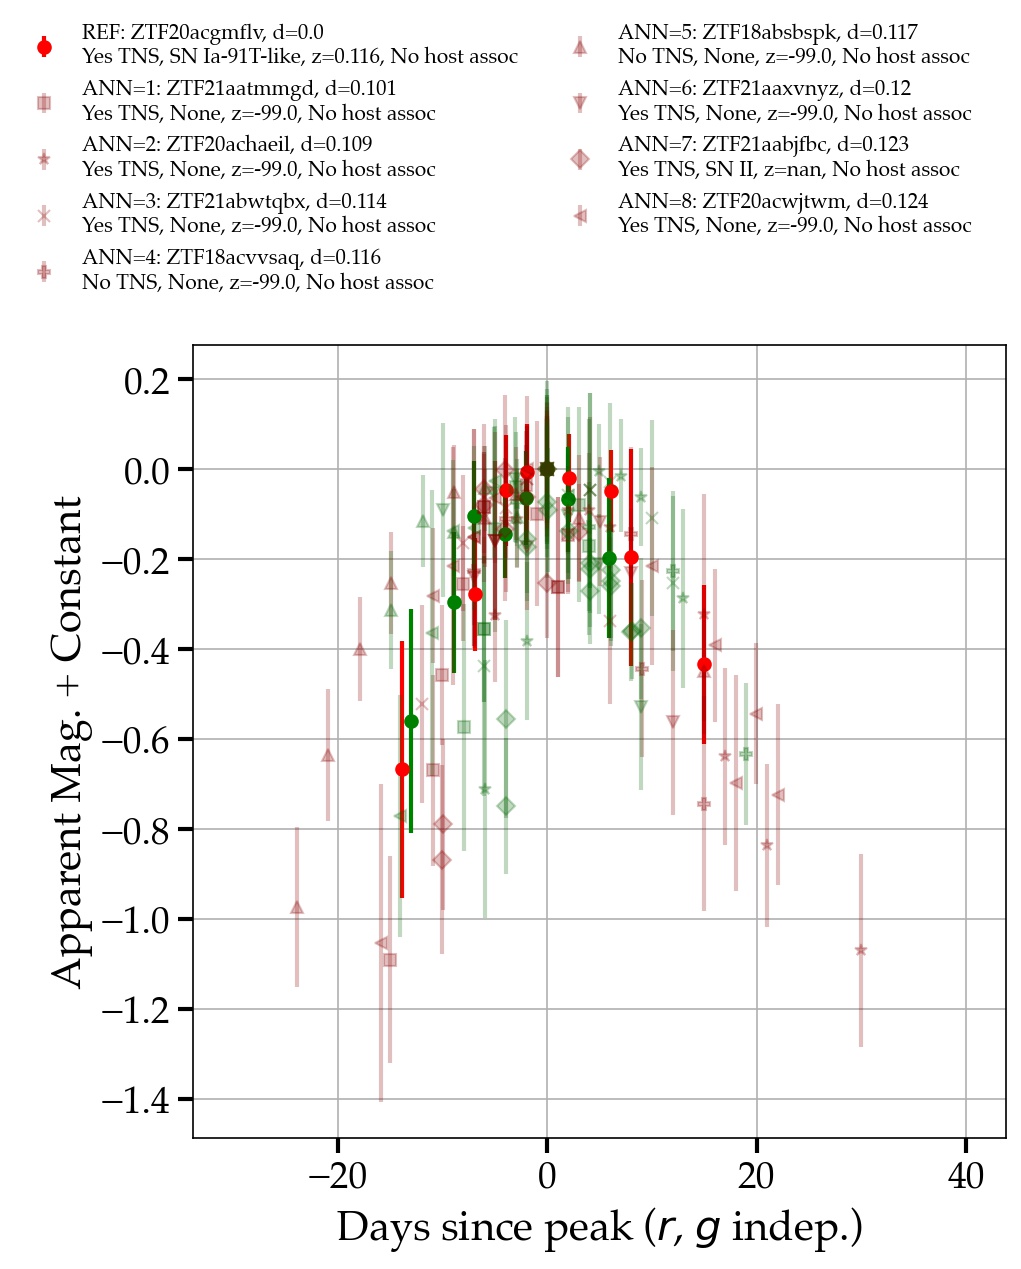 REF: ZTF20acgmflv, d=0.0
Yes TNS, SN Ia-91T-like, z=0.116, No host assoc
ANN=1: ZTF21aatmmgd, d=0.101
Yes TNS, None, z=-99.0, No host assoc
ANN=2: ZTF20achaeil, d=0.109
Yes TNS, None, z=-99.0, No host assoc
ANN=3: ZTF21abwtqbx, d=0.114
Yes TNS, None, z=-99.0, No host assoc
ANN=4: ZTF18acvvsaq, d=0.116
No TNS, None, z=-99.0, No host assoc
ANN=5: ZTF18absbspk, d=0.117
No TNS, None, z=-99.0, No host assoc
ANN=6: ZTF21aaxvnyz, d=0.12
Yes TNS, None, z=-99.0, No host assoc
ANN=7: ZTF21aabjfbc, d=0.123
Yes TNS, SN II, z=nan, No host assoc
ANN=8: ZTF20acwjtwm, d=0.124
Yes TNS, None, z=-99.0, No host assoc
Apparent Mag. + Constant
0.2
0.0
−0.2
−0.4
−0.6
−0.8
−1.0
−1.2
−1.4
−20
0
20
40
Days since peak (r, g indep.)